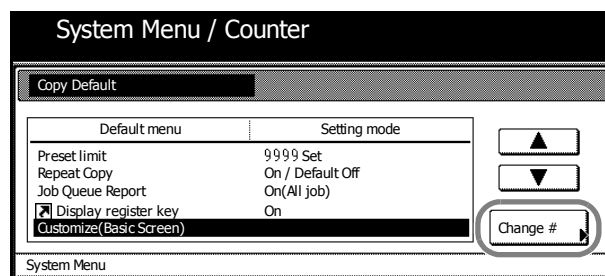 System Menu / Counter
Copy Default
Default menu Setting mode
Preset limit 9999 Set
Repeat Copy On / Default Off
Job Queue Report On(All job)
Display register key On
Customize(Basic Screen)
Change #
System Menu